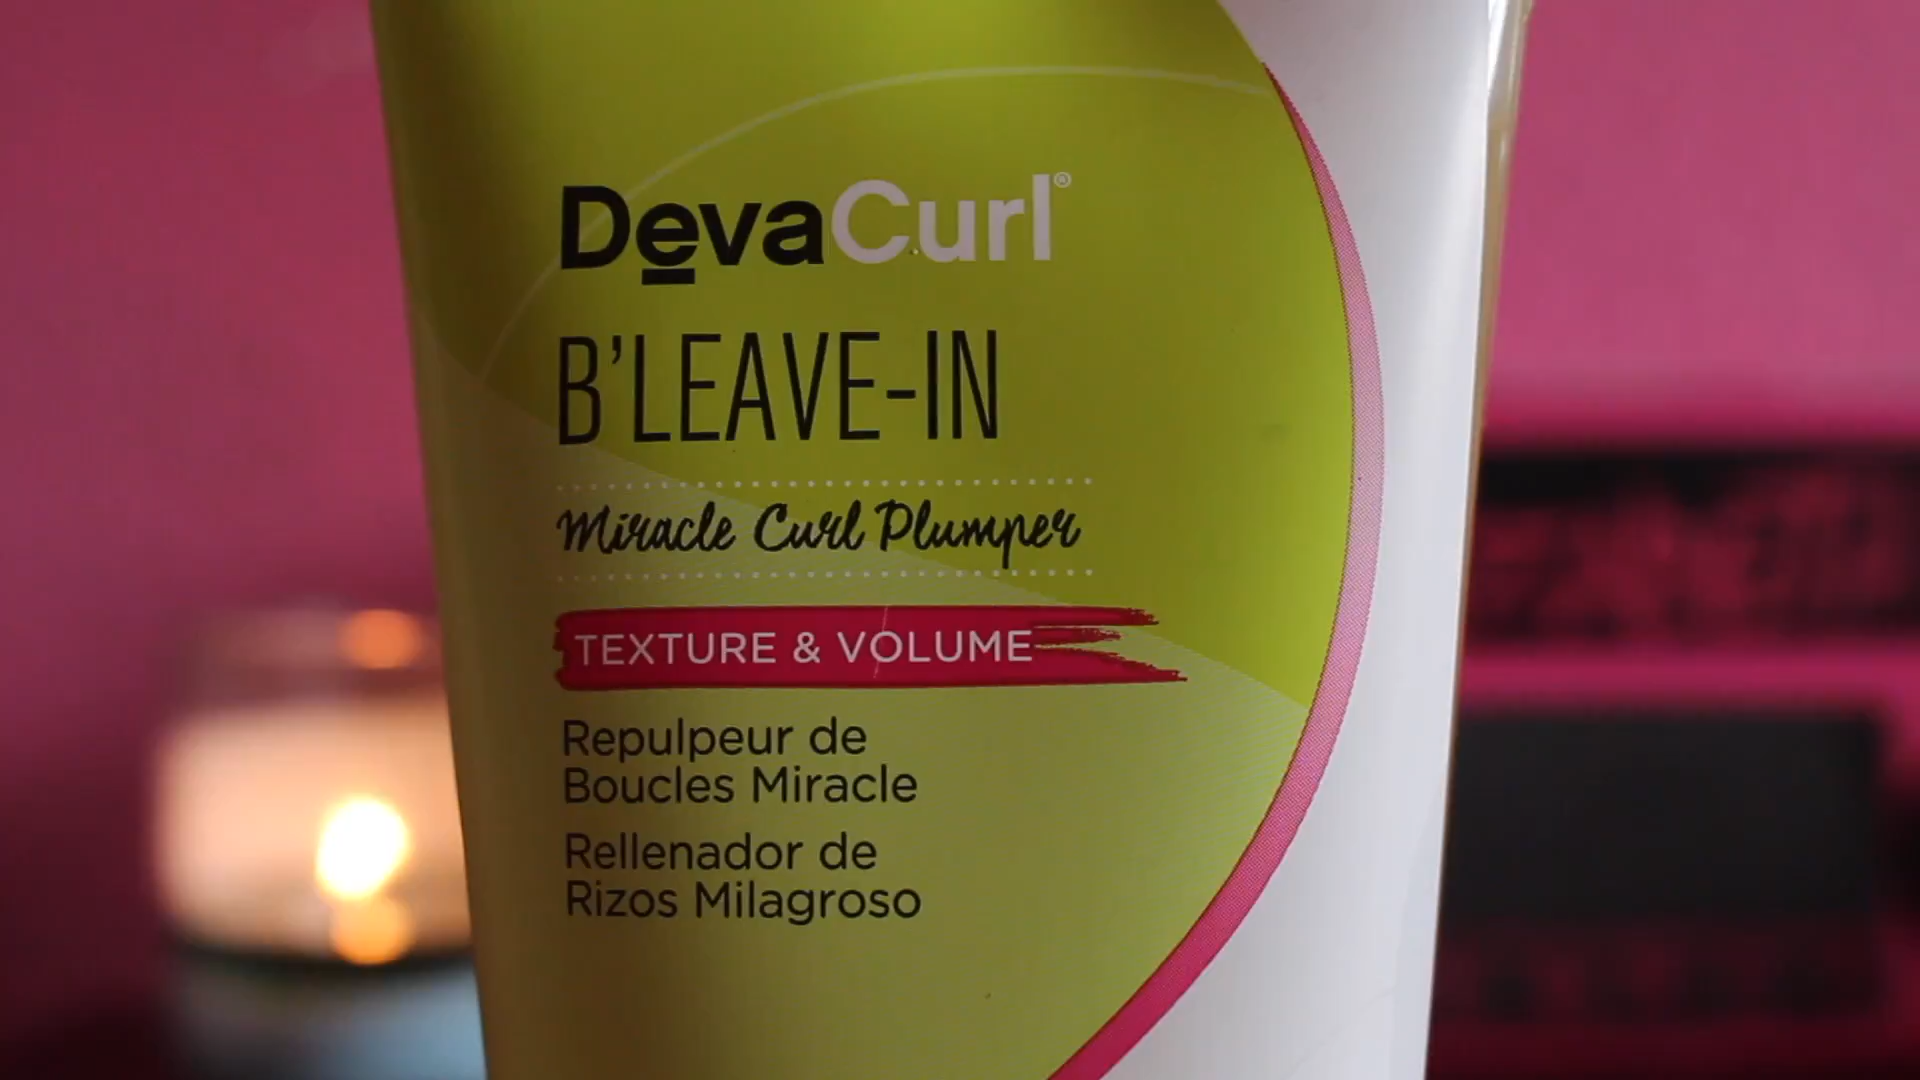 DevaCurl®
B'LEAVE-IN
Miracle Curl Plumper
TEXTURE & VOLUME
Repulpeur de
Boucles Miracle
Rellenador de
Rizos Milagroso